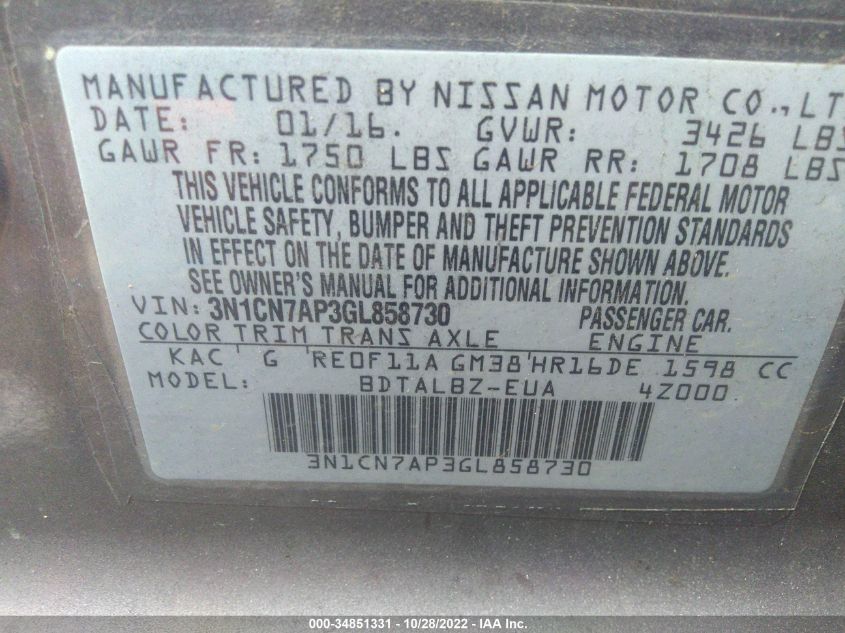 MANUFACTURED BY NISSAN MOTOR CO., LT
DATE: 01/16. GVWR: 3426 LBS
GAWR FR: 1750 LBS GAWR RR: 1708 LBS
THIS VEHICLE CONFORMS TO ALL APPLICABLE FEDERAL MOTOR
VEHICLE SAFETY, BUMPER AND THEFT PREVENTION STANDARDS
IN EFFECT ON THE DATE OF MANUFACTURE SHOWN ABOVE.
SEE OWNER'S MANUAL FOR ADDITIONAL INFORMATION.
VIN: 3N1CN7AP3GL858730 PASSENGER CAR.
COLOR TRIM TRANS AXLE ENGINE
KAC G RE0F11A GM38 HR16DE 1598 CC
MODEL: BDTALBZ-EUA 4Z000
3N1CN7AP3GL858730
000-34851331 - 10/28/2022 - IAA Inc.